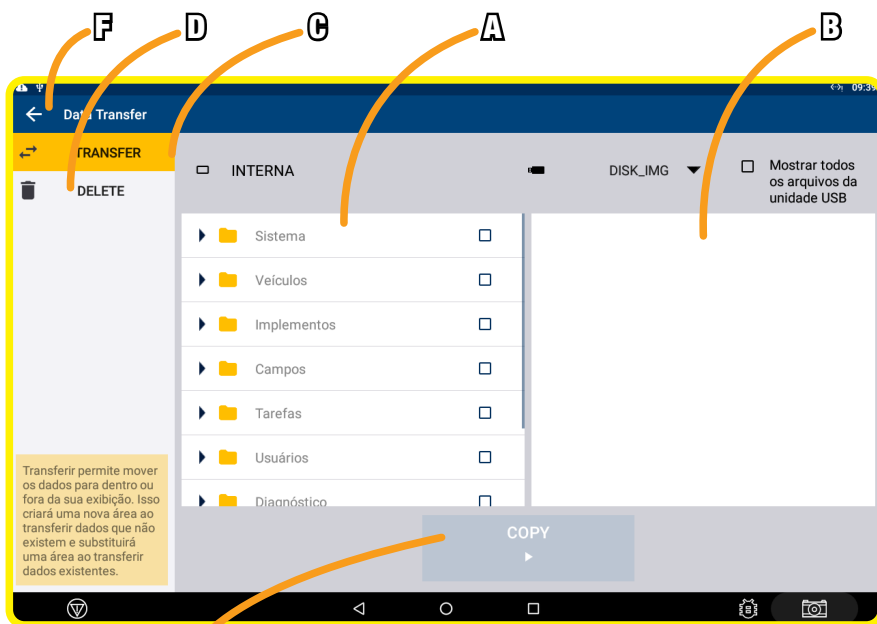 F D C A B
09:39
Data Transfer
TRANSFER
DELETE
INTERNA
DISK_IMG
Mostrar todos
os arquivos da
unidade USB
Sistema
Veículos
Implementos
Campos
Tarefas
Usuários
Diagnóstico
COPY
Transferir permite mover
os dados para dentro ou
fora da sua exibição. Isso
criará uma nova área ao
transferir dados que não
existem e substituirá
uma área ao transferir
dados existentes.